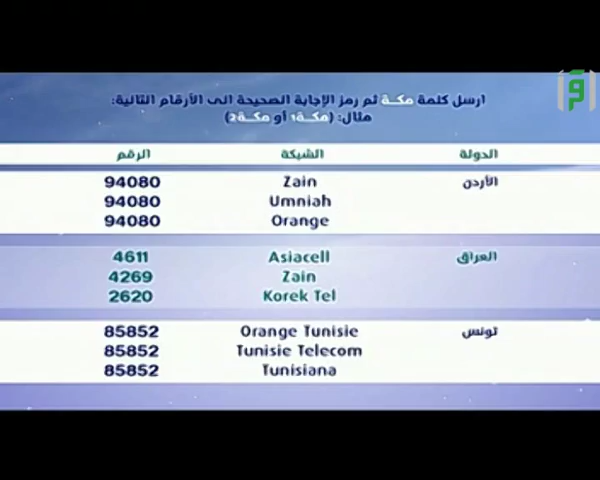 ارسل كلمة مكة ثم رمز الإجابة الصحيحة الى الأرقام التالية:
مثال: (مكة1 أو مكة2)
الدولة الشبكة الرقم
الأردن Zain 94080
Umniah 94080
Orange 94080
العراق Asiacell 4611
Zain 4269
Korek Tel 2620
تونس Orange Tunisie 85852
Tunisie Telecom 85852
Tunisiana 85852